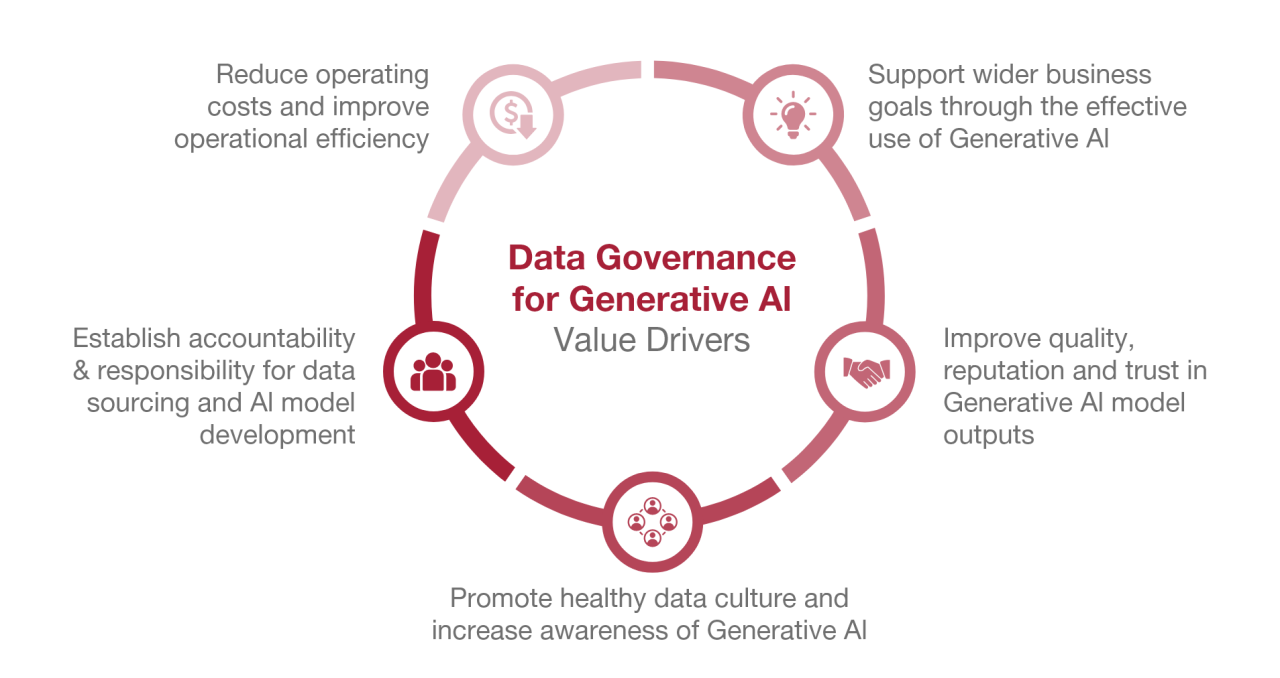 Reduce operating
costs and improve
operational efficiency
Support wider business
goals through the effective
use of Generative AI
Data Governance
for Generative AI
Value Drivers
Establish accountability
& responsibility for data
sourcing and AI model
development
Improve quality,
reputation and trust in
Generative AI model
outputs
Promote healthy data culture and
increase awareness of Generative AI
$